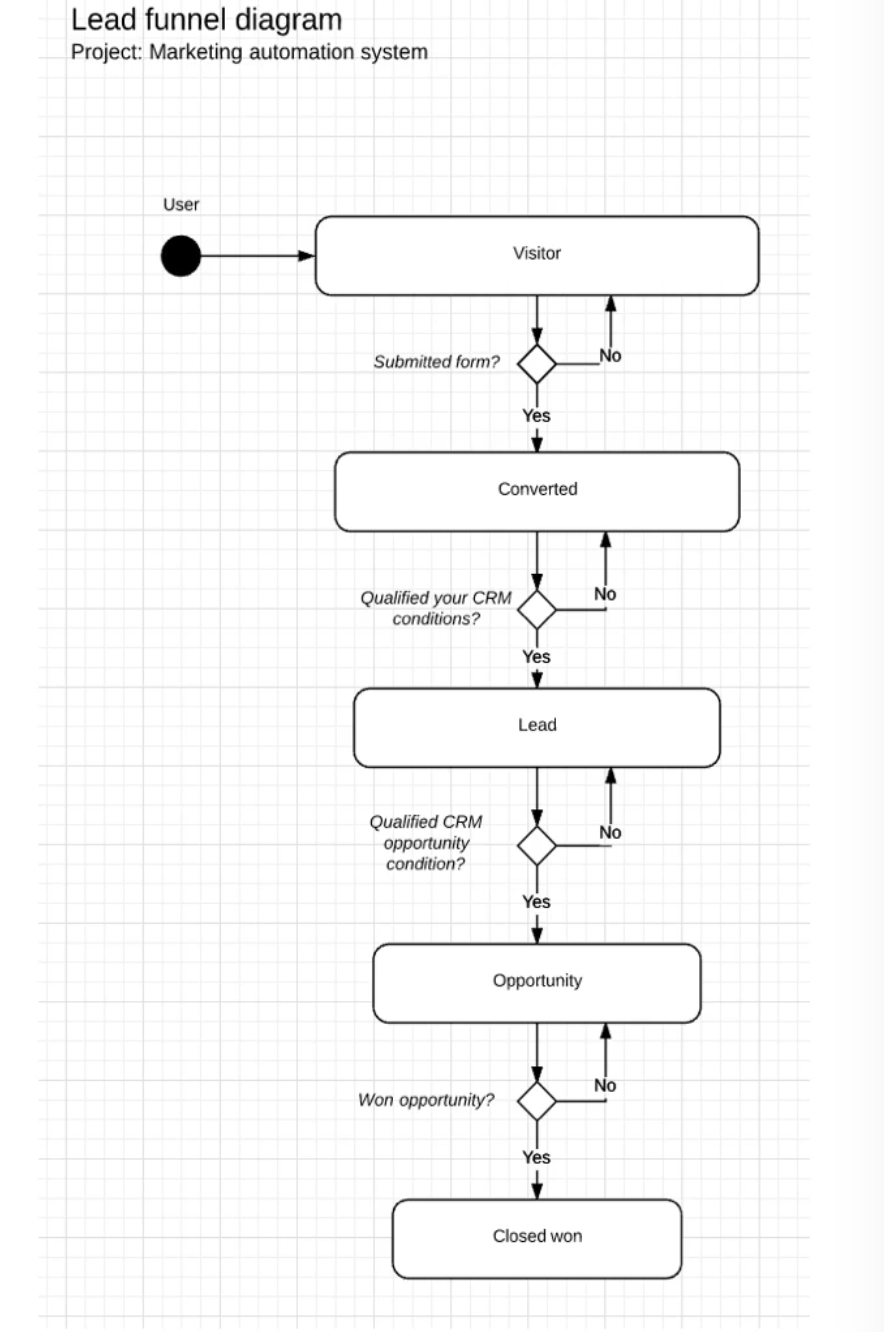 Lead funnel diagram
Project: Marketing automation system
User
Visitor
Submitted form?
No
Yes
Converted
Qualified your CRM
conditions?
No
Yes
Lead
Qualified CRM
opportunity
condition?
No
Yes
Opportunity
Won opportunity?
No
Yes
Closed won